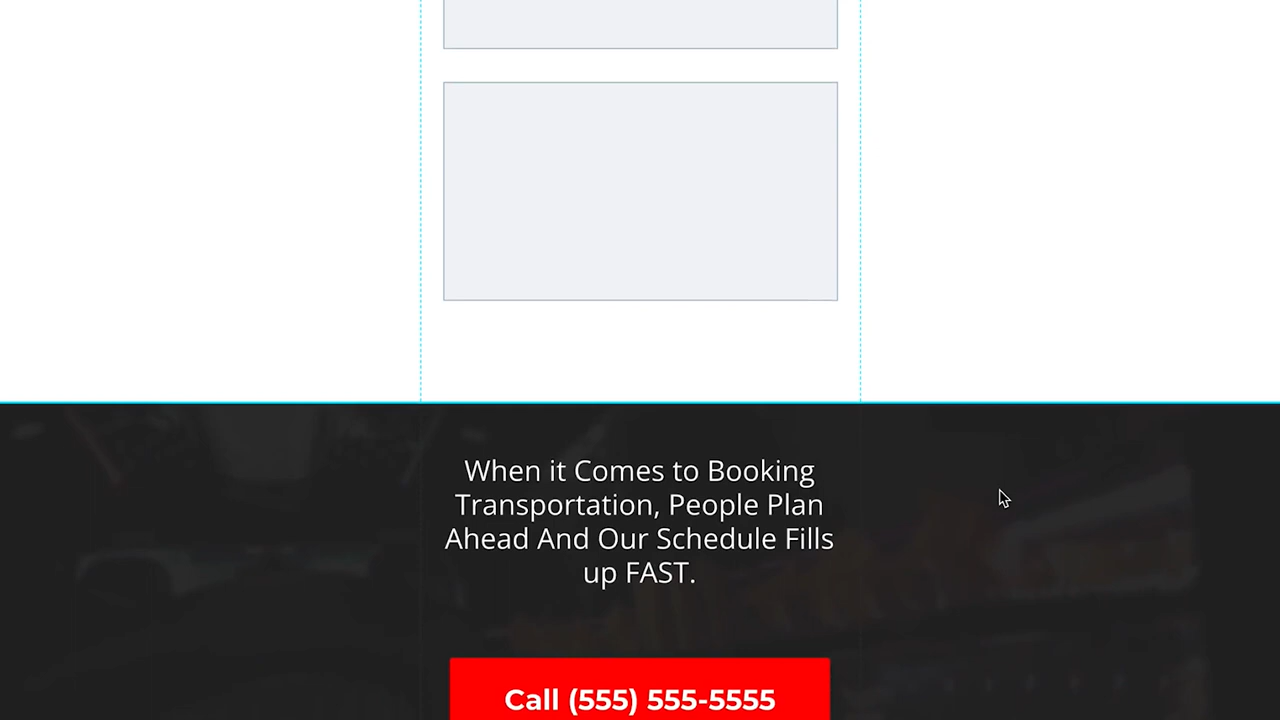 When it Comes to Booking
Transportation, People Plan
Ahead And Our Schedule Fills
up FAST.
Call (555) 555-5555